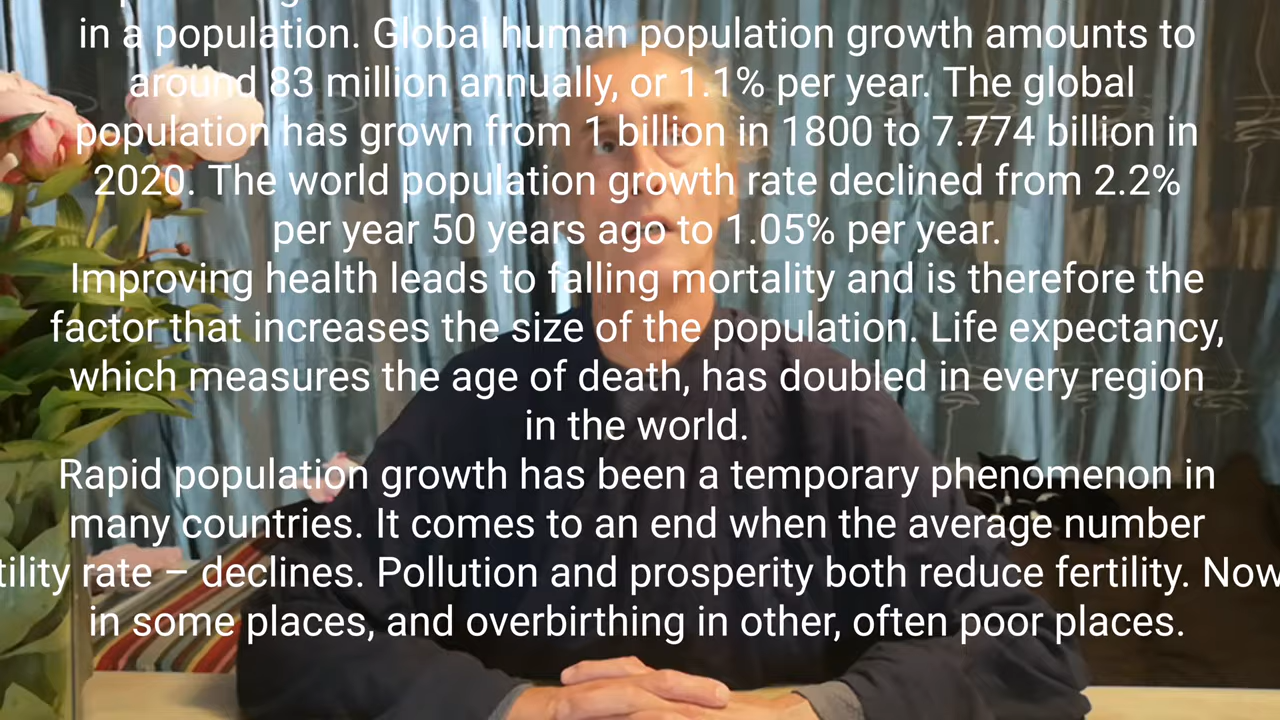 in a population. Global human population growth amounts to
around 83 million annually, or 1.1% per year. The global
population has grown from 1 billion in 1800 to 7.774 billion in
2020. The world population growth rate declined from 2.2%
per year 50 years ago to 1.05% per year.
Improving health leads to falling mortality and is therefore the
factor that increases the size of the population. Life expectancy,
which measures the age of death, has doubled in every region
in the world.
Rapid population growth has been a temporary phenomenon in
many countries. It comes to an end when the average number
tility rate – declines. Pollution and prosperity both reduce fertility. Now
in some places, and overbirthing in other, often poor places.